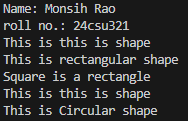 Name: Monsih Rao
roll no.: 24csu321
This is this is shape
This is rectangular shape
Square is a rectangle
This is this is shape
This is Circular shape